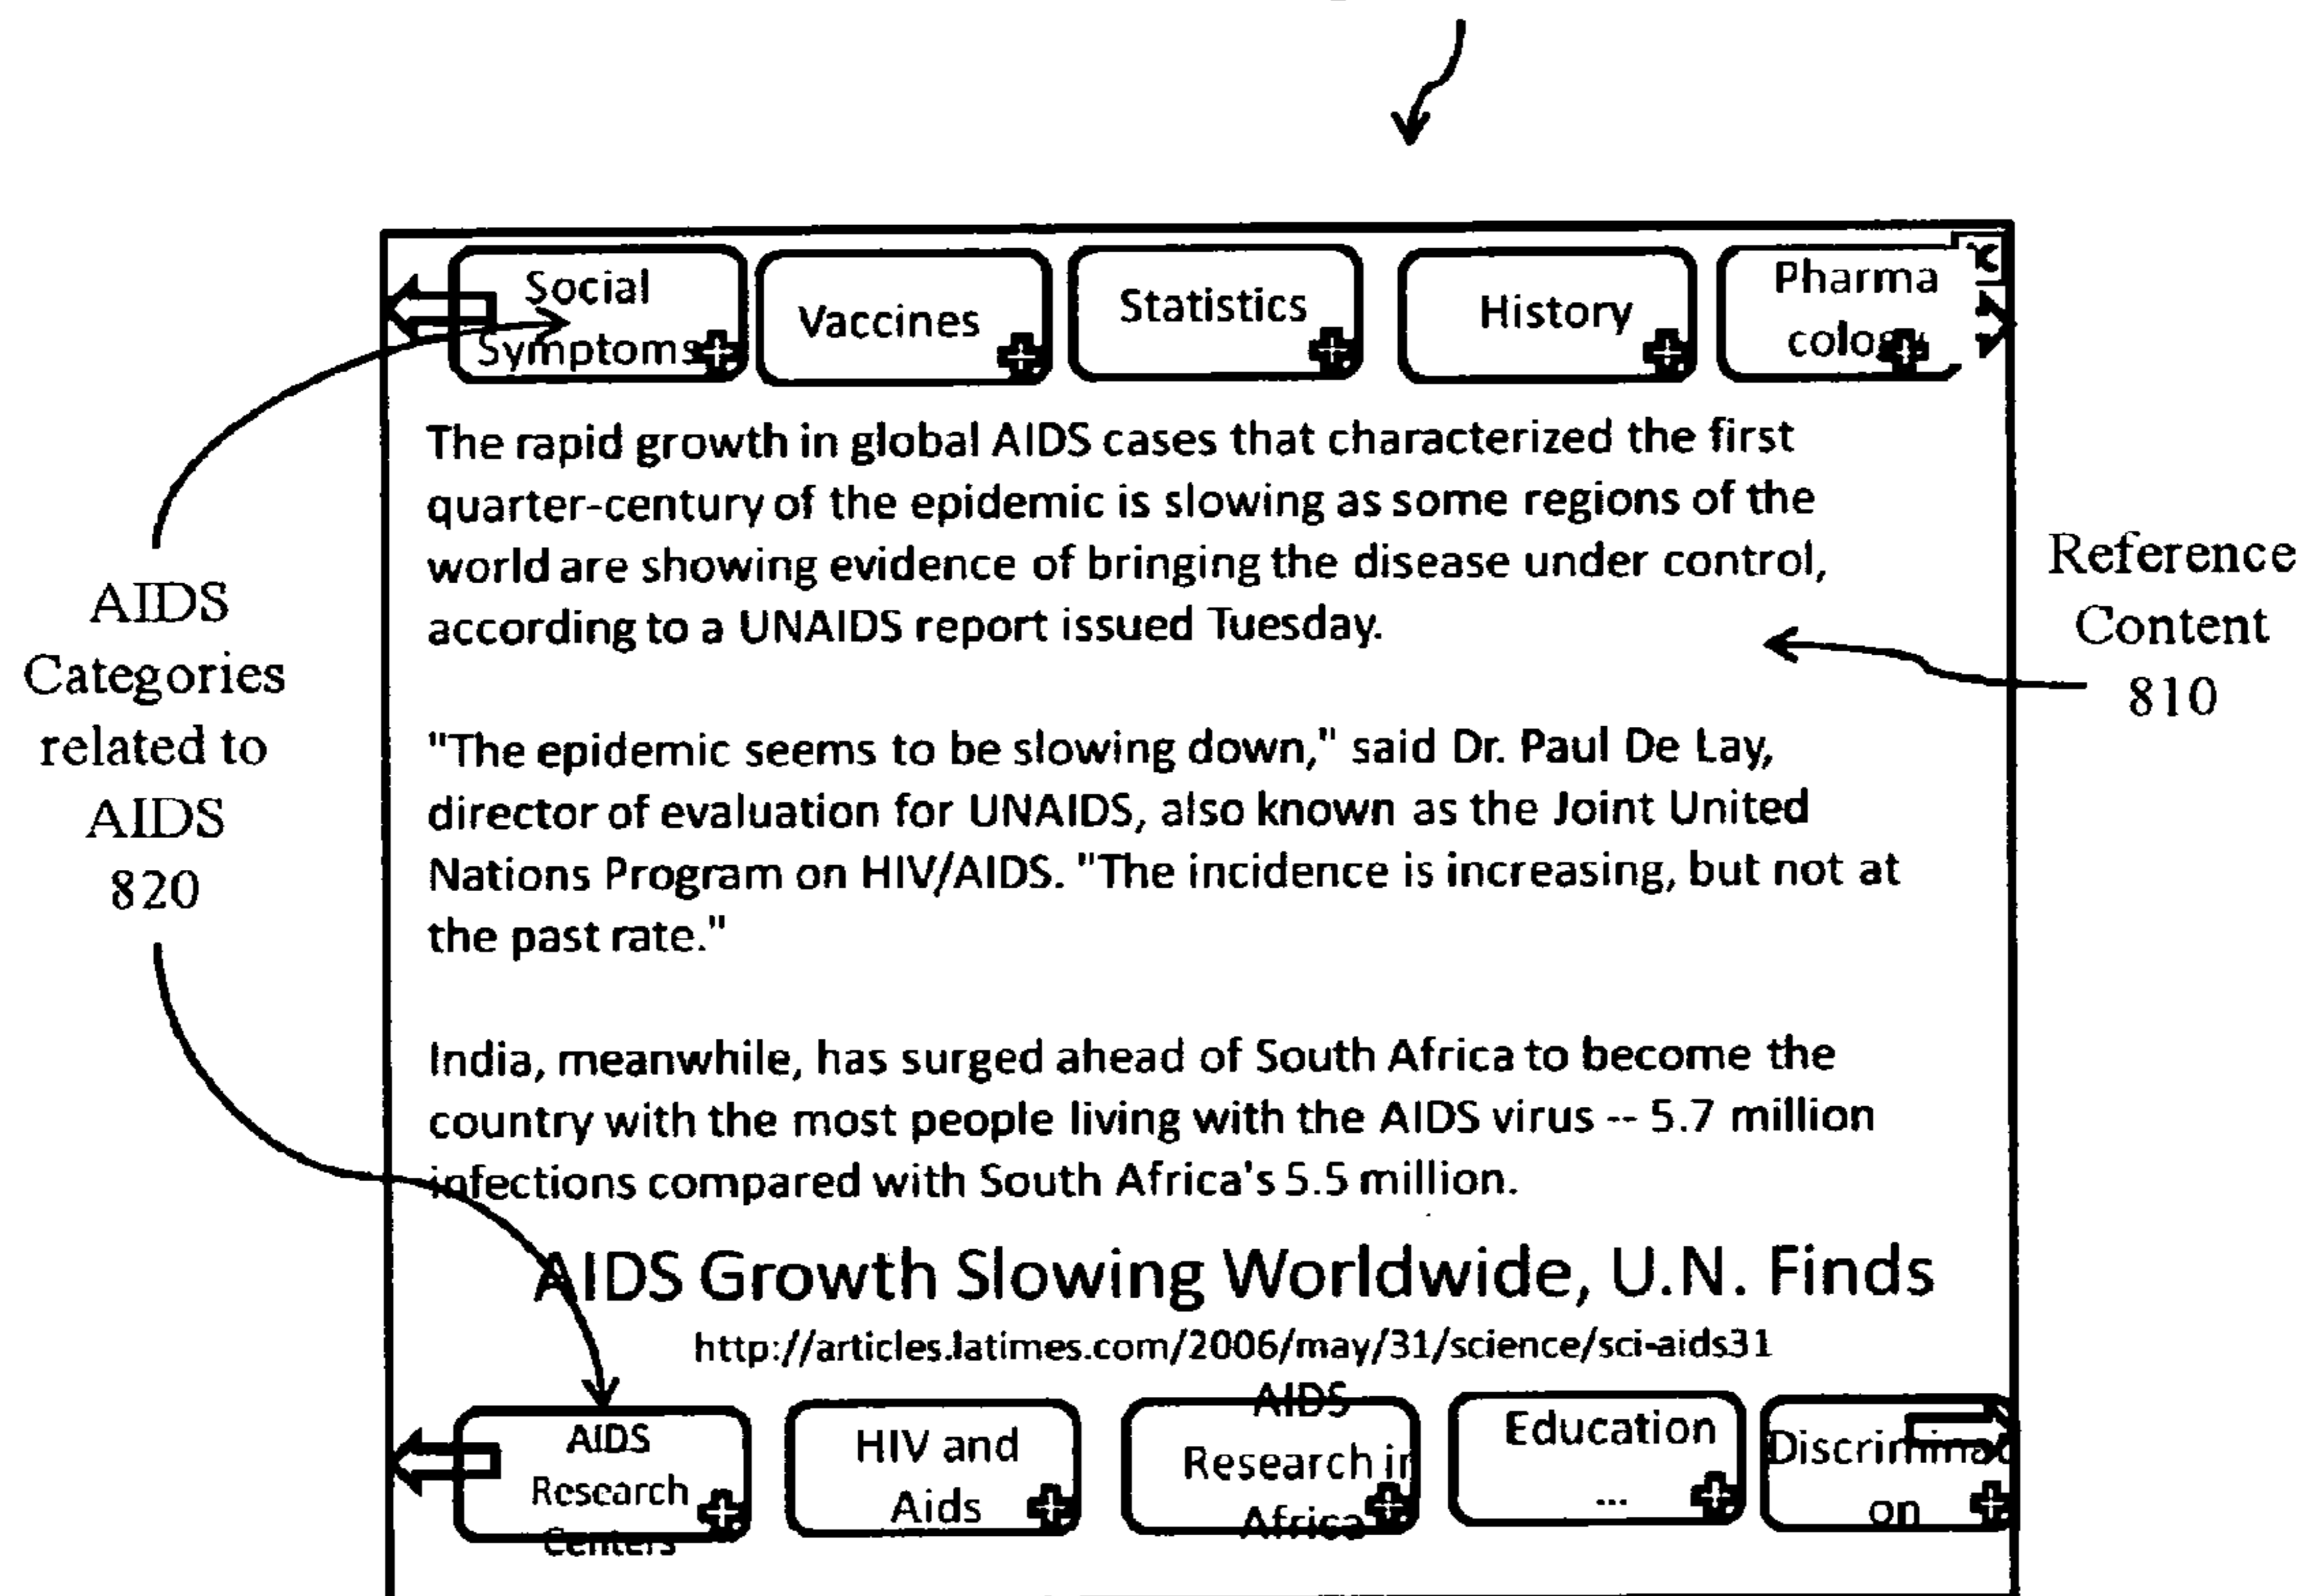 Social
Symptoms
Vaccines
Statistics
History
Pharma
cology
The rapid growth in global AIDS cases that characterized the first
quarter-century of the epidemic is slowing as some regions of the
world are showing evidence of bringing the disease under control,
according to a UNAIDS report issued Tuesday.
"The epidemic seems to be slowing down," said Dr. Paul De Lay,
director of evaluation for UNAIDS, also known as the Joint United
Nations Program on HIV/AIDS. "The incidence is increasing, but not at
the past rate."
India, meanwhile, has surged ahead of South Africa to become the
country with the most people living with the AIDS virus -- 5.7 million
infections compared with South Africa's 5.5 million.
AIDS Growth Slowing Worldwide, U.N. Finds
http://articles.latimes.com/2006/may/31/science/sci-aids31
AIDS
Research
Centers
HIV and
Aids
AIDS
Research in
Africa
Education
...
Discriminati
on
AIDS
Categories
related to
AIDS
820
Reference
Content
810